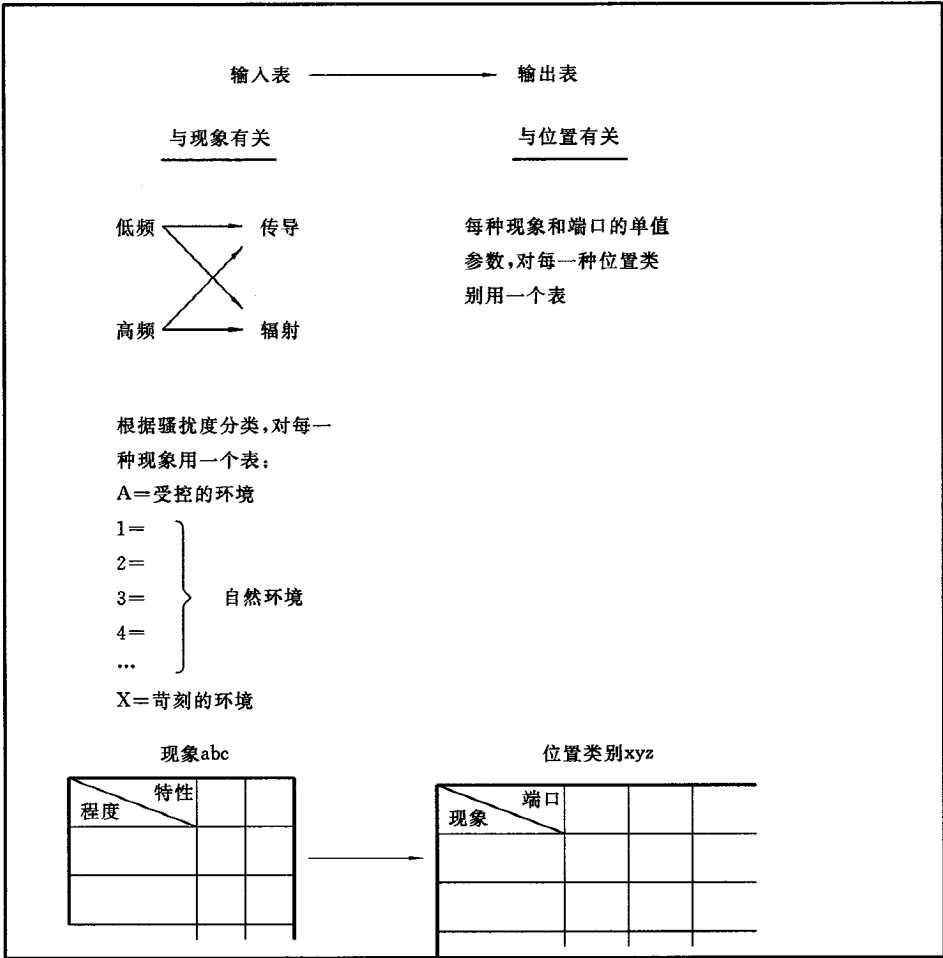 输入表 输出表
与现象有关 与位置有关
低频 传导
高频 辐射
每种现象和端口的单值
参数,对每一种位置类
别用一个表
根据骚扰度分类,对每一
种现象用一个表:
A=受控的环境
1=
2=
3=
4=
…
自然环境
X=苛刻的环境
现象abc
特性
程度
位置类别xyz
端口
现象